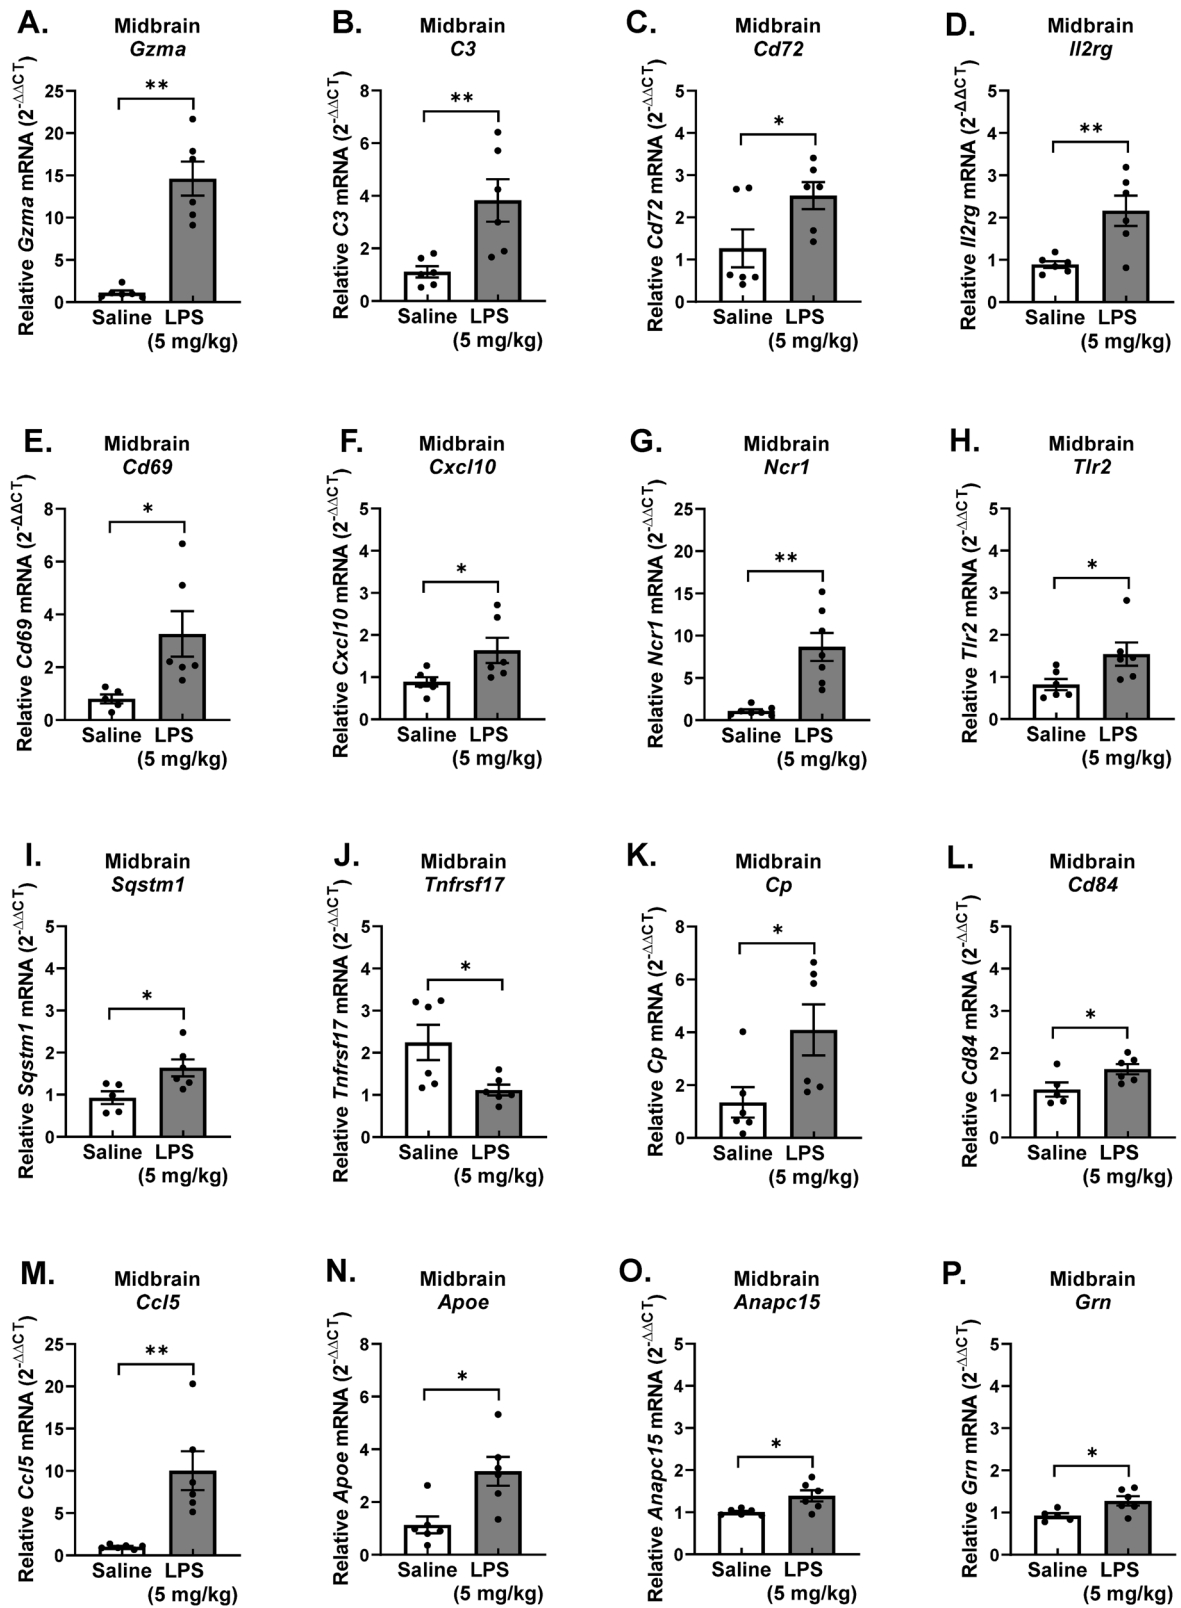 A.
Midbrain
Gzma
Relative Gzma mRNA (2-ΔΔCT)
25
20
15
10
5
0
**
Saline LPS
(5 mg/kg)
B.
Midbrain
C3
Relative C3 mRNA (2-ΔΔCT)
8
6
4
2
0
**
Saline LPS
(5 mg/kg)
C.
Midbrain
Cd72
Relative Cd72 mRNA (2-ΔΔCT)
5
4
3
2
1
0
*
Saline LPS
(5 mg/kg)
D.
Midbrain
Il2rg
Relative Il2rg mRNA (2-ΔΔCT)
5
4
3
2
1
0
**
Saline LPS
(5 mg/kg)
E.
Midbrain
Cd69
Relative Cd69 mRNA (2-ΔΔCT)
8
6
4
2
0
*
Saline LPS
(5 mg/kg)
F.
Midbrain
Cxcl10
Relative Cxcl10 mRNA (2-ΔΔCT)
5
4
3
2
1
0
*
Saline LPS
(5 mg/kg)
G.
Midbrain
Ncr1
Relative Ncr1 mRNA (2-ΔΔCT)
25
20
15
10
5
0
**
Saline LPS
(5 mg/kg)
H.
Midbrain
Tlr2
Relative Tlr2 mRNA (2-ΔΔCT)
5
4
3
2
1
0
*
Saline LPS
(5 mg/kg)
I.
Midbrain
Sqstm1
Relative Sqstm1 mRNA (2-ΔΔCT)
5
4
3
2
1
0
*
Saline LPS
(5 mg/kg)
J.
Midbrain
Tnfrsf17
Relative Tnfrsf17 mRNA (2-ΔΔCT)
5
4
3
2
1
0
*
Saline LPS
(5 mg/kg)
K.
Midbrain
Cp
Relative Cp mRNA (2-ΔΔCT)
8
6
4
2
0
*
Saline LPS
(5 mg/kg)
L.
Midbrain
Cd84
Relative Cd84 mRNA (2-ΔΔCT)
5
4
3
2
1
0
*
Saline LPS
(5 mg/kg)
M.
Midbrain
Ccl5
Relative Ccl5 mRNA (2-ΔΔCT)
25
20
15
10
5
0
**
Saline LPS
(5 mg/kg)
N.
Midbrain
Apoe
Relative Apoe mRNA (2-ΔΔCT)
8
6
4
2
0
*
Saline LPS
(5 mg/kg)
O.
Midbrain
Anapc15
Relative Anapc15 mRNA (2-ΔΔCT)
5
4
3
2
1
0
*
Saline LPS
(5 mg/kg)
P.
Midbrain
Grn
Relative Grn mRNA (2-ΔΔCT)
5
4
3
2
1
0
*
Saline LPS
(5 mg/kg)